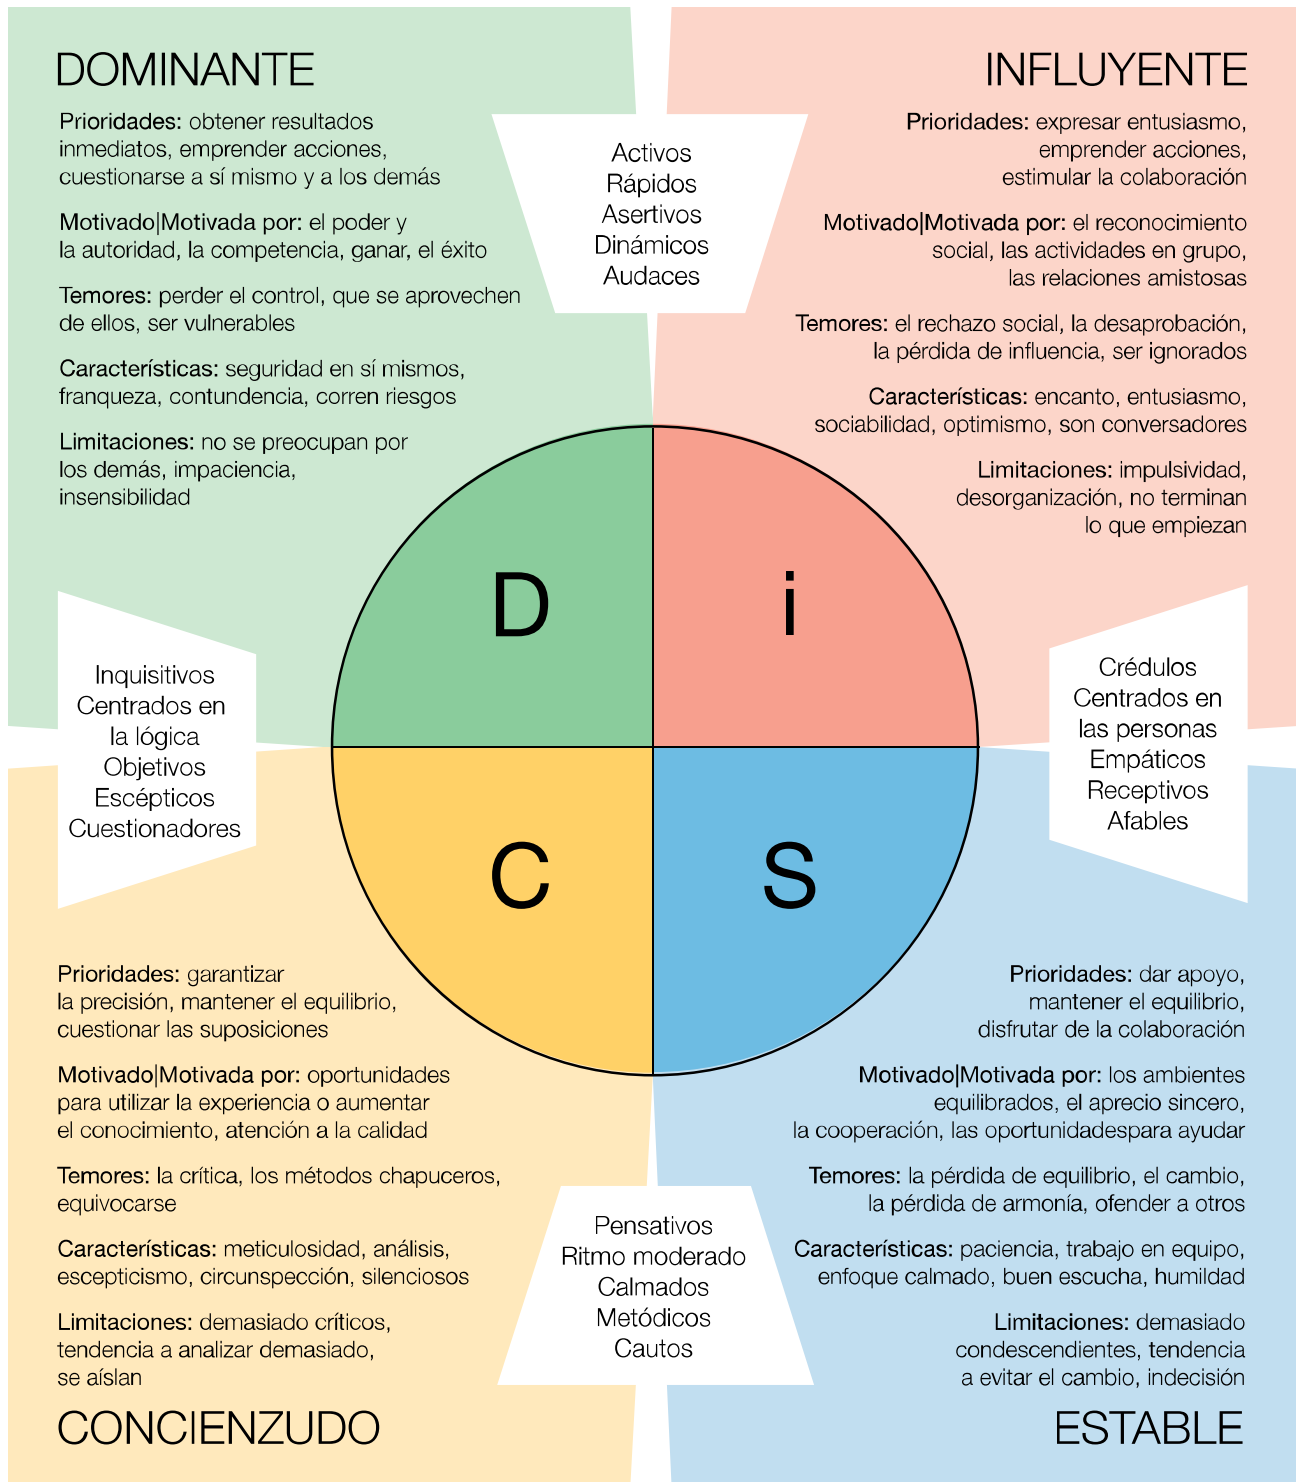 DOMINANTE
Prioridades: obtener resultados
inmediatos, emprender acciones,
cuestionarse a sí mismo y a los demás
Motivado|Motivada por: el poder y
la autoridad, la competencia, ganar, el éxito
Temores: perder el control, que se aprovechen
de ellos, ser vulnerables
Características: seguridad en sí mismos,
franqueza, contundencia, corren riesgos
Limitaciones: no se preocupan por
los demás, impaciencia,
insensibilidad
Activos
Rápidos
Asertivos
Dinámicos
Audaces
INFLUYENTE
Prioridades: expresar entusiasmo,
emprender acciones,
estimular la colaboración
Motivado|Motivada por: el reconocimiento
social, las actividades en grupo,
las relaciones amistosas
Temores: el rechazo social, la desaprobación,
la pérdida de influencia, ser ignorados
Características: encanto, entusiasmo,
sociabilidad, optimismo, son conversadores
Limitaciones: impulsividad,
desorganización, no terminan
lo que empiezan
D
i
Inquisitivos
Centrados en
la lógica
Objetivos
Escépticos
Cuestionadores
Crédulos
Centrados en
las personas
Empáticos
Receptivos
Afables
C
S
Prioridades: garantizar
la precisión, mantener el equilibrio,
cuestionar las suposiciones
Motivado|Motivada por: oportunidades
para utilizar la experiencia o aumentar
el conocimiento, atención a la calidad
Temores: la crítica, los métodos chapuceros,
equivocarse
Características: meticulosidad, análisis,
escepticismo, circunspección, silenciosos
Limitaciones: demasiado críticos,
tendencia a analizar demasiado,
se aíslan
CONCIENZUDO
Pensativos
Ritmo moderado
Calmados
Metódicos
Cautos
Prioridades: dar apoyo,
mantener el equilibrio,
disfrutar de la colaboración
Motivado|Motivada por: los ambientes
equilibrados, el aprecio sincero,
la cooperación, las oportunidadespara ayudar
Temores: la pérdida de equilibrio, el cambio,
la pérdida de armonía, ofender a otros
Características: paciencia, trabajo en equipo,
enfoque calmado, buen escucha, humildad
Limitaciones: demasiado
condescendientes, tendencia
a evitar el cambio, indecisión
ESTABLE